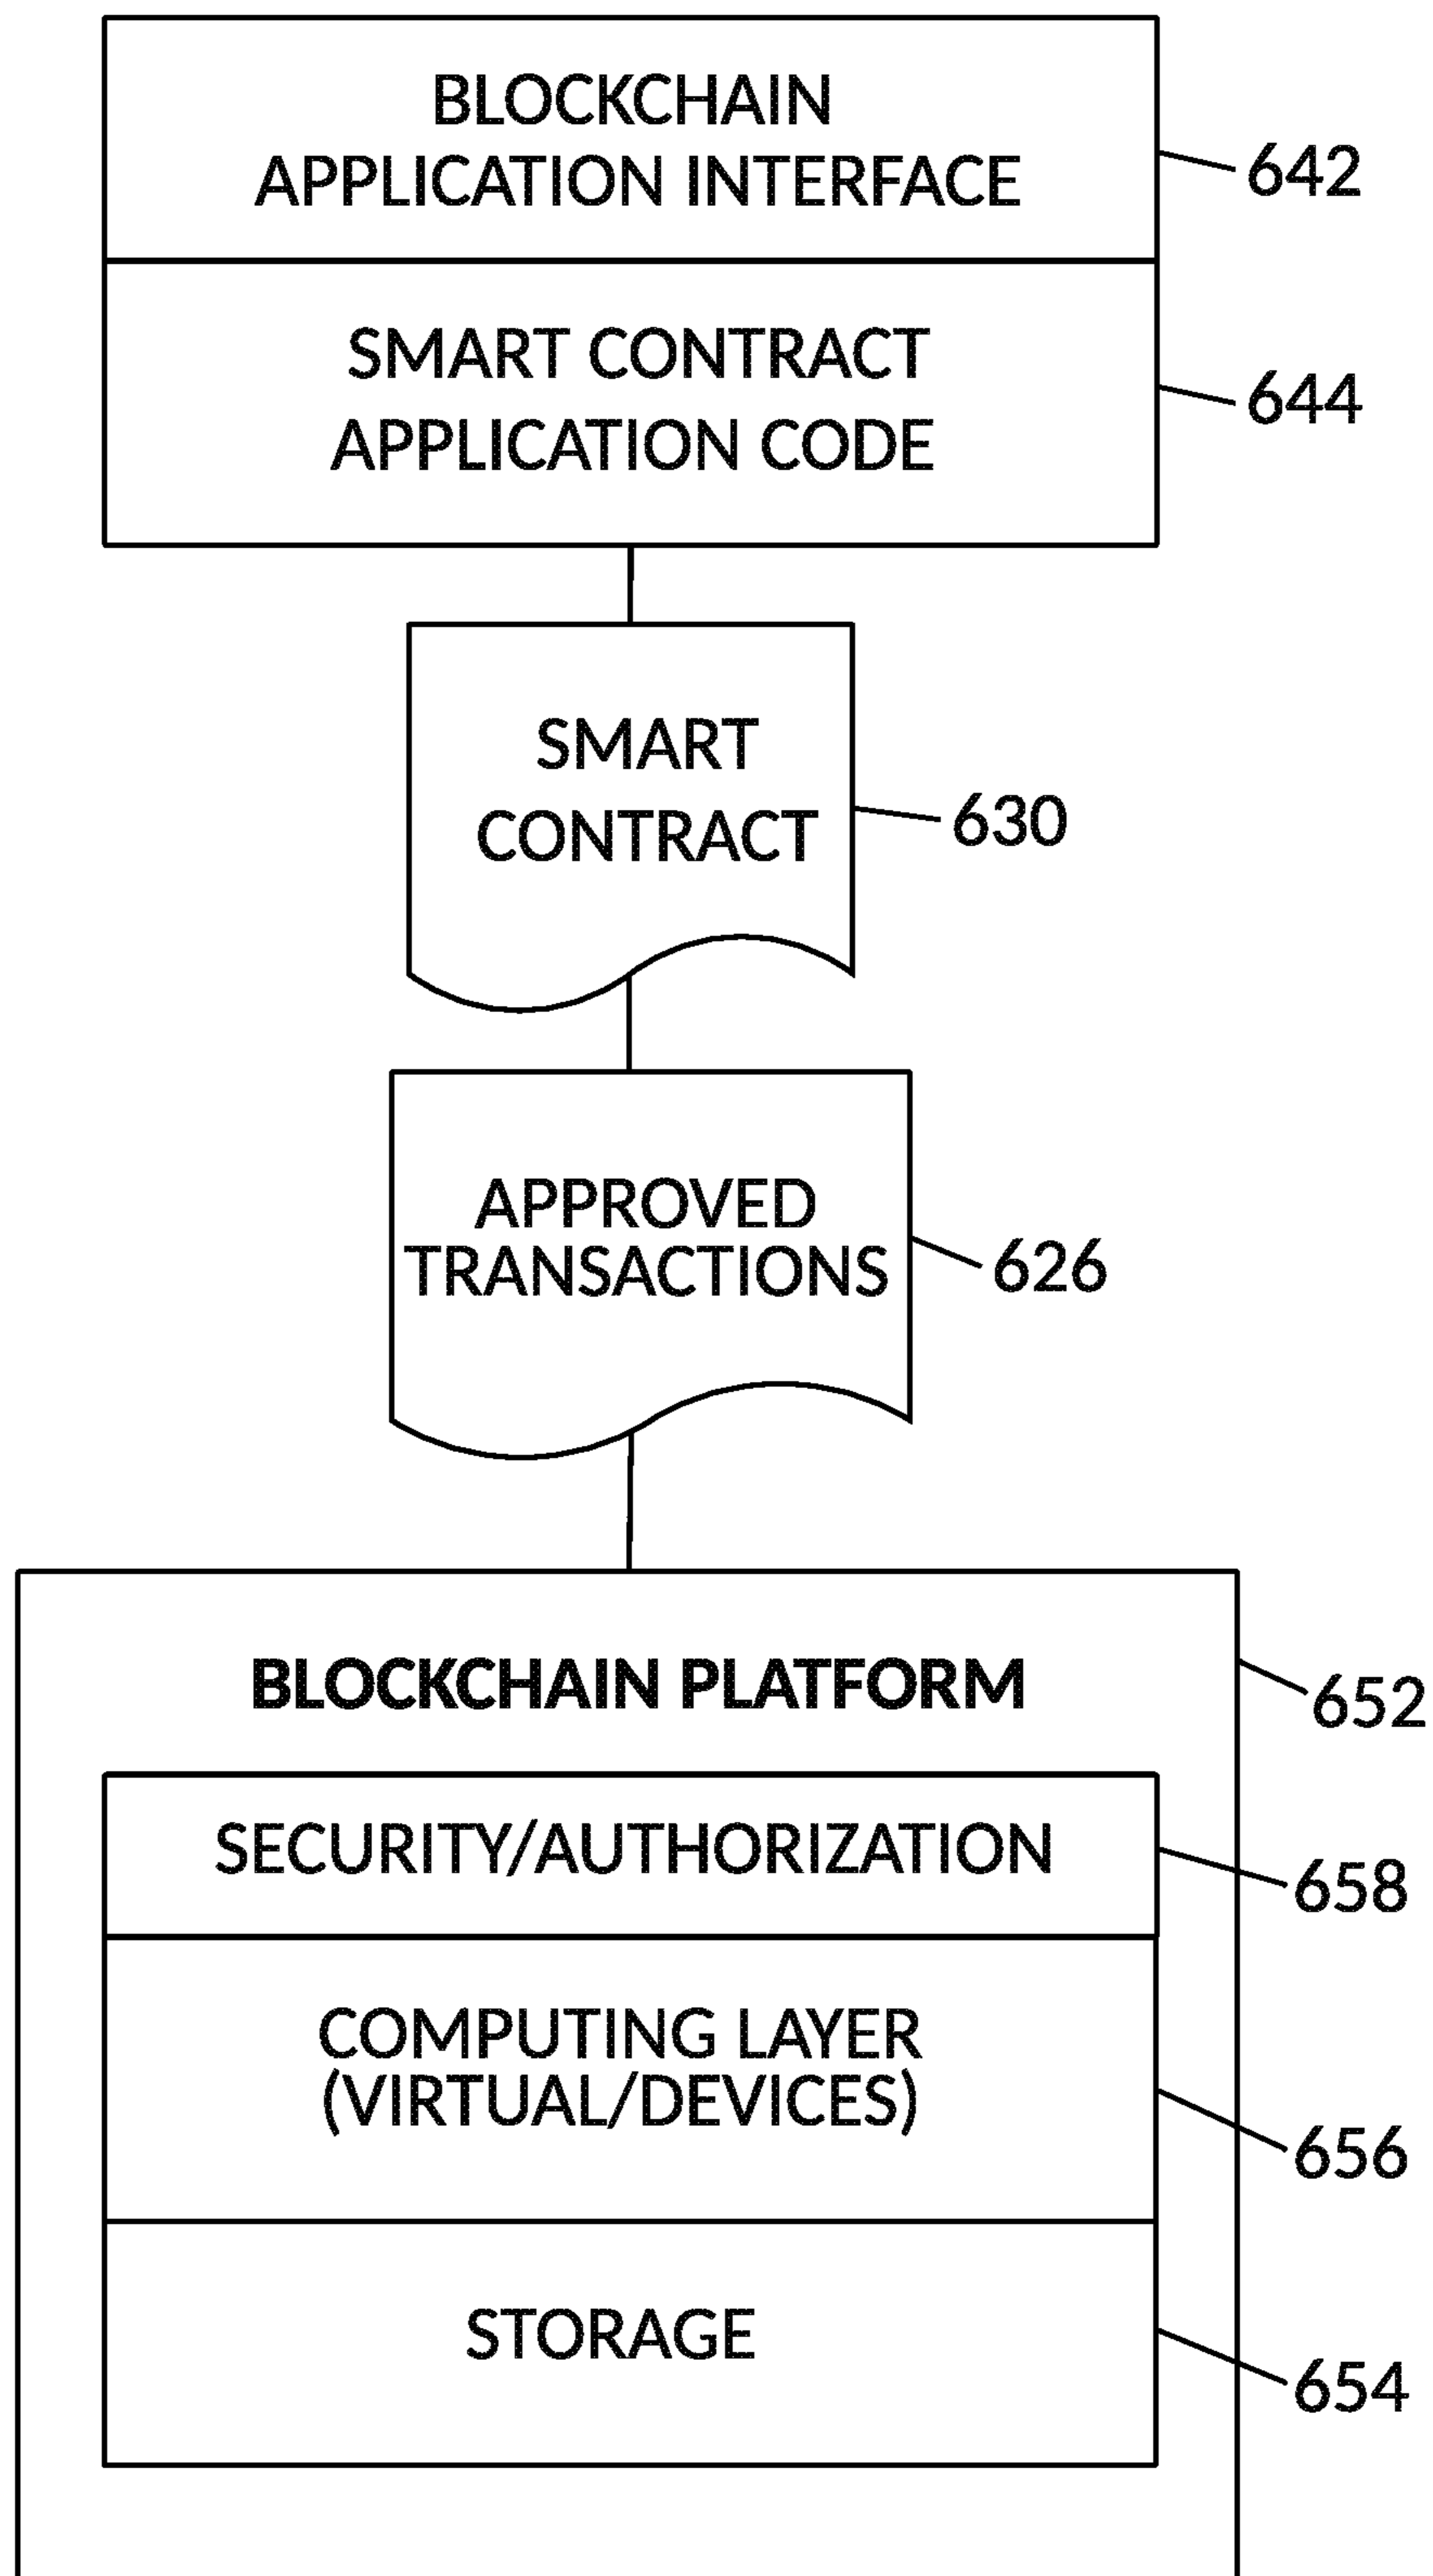 BLOCKCHAIN
APPLICATION INTERFACE
642
SMART CONTRACT
APPLICATION CODE
644
SMART
CONTRACT
630
APPROVED
TRANSACTIONS
626
BLOCKCHAIN PLATFORM
652
SECURITY/AUTHORIZATION
658
COMPUTING LAYER
(VIRTUAL/DEVICES)
656
STORAGE
654